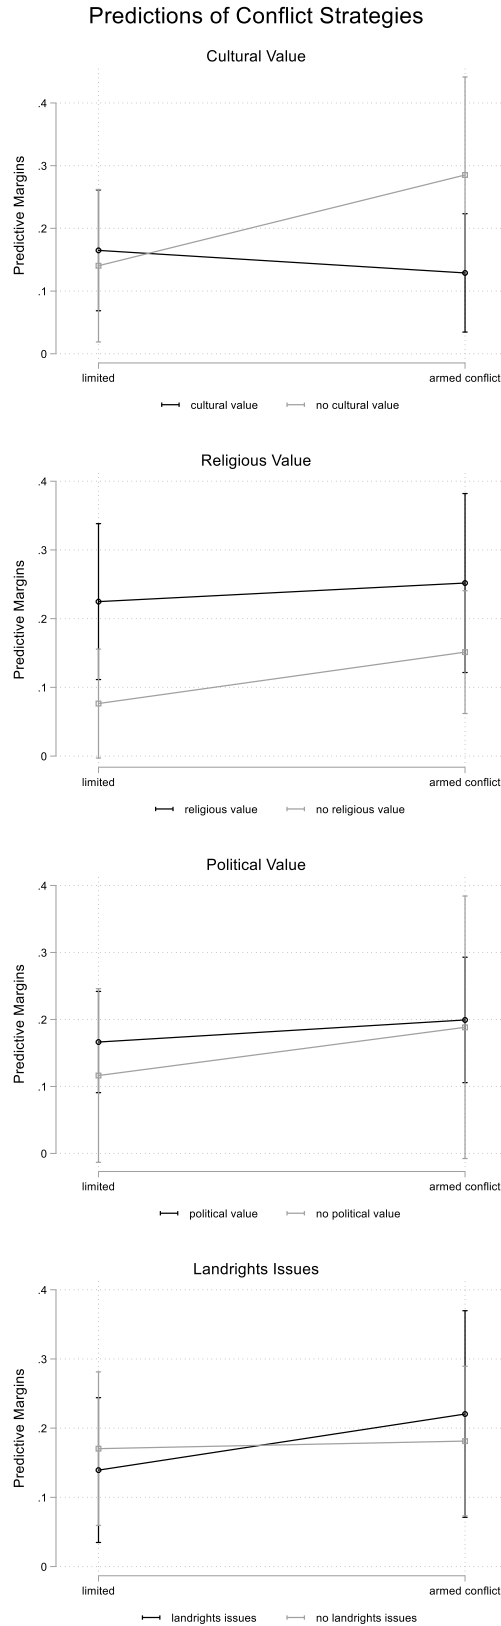 Predictions of Conflict Strategies
Cultural Value
Predictive Margins
.4
.3
.2
.1
0
limited
armed conflict
cultural value
no cultural value
Religious Value
Predictive Margins
.4
.3
.2
.1
0
limited
armed conflict
religious value
no religious value
Political Value
Predictive Margins
.4
.3
.2
.1
0
limited
armed conflict
political value
no political value
Landrights Issues
Predictive Margins
.4
.3
.2
.1
0
limited
armed conflict
landrights issues
no landrights issues